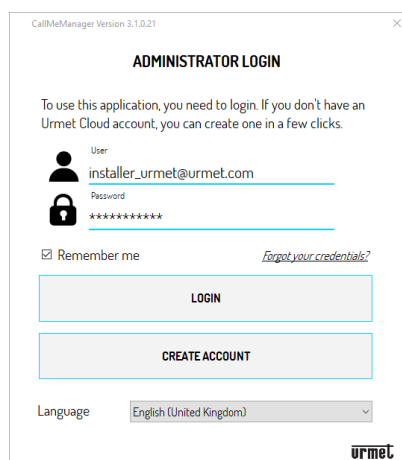 CallMeManager Version 3.1.0.21
ADMINISTRATOR LOGIN
To use this application, you need to login. If you don't have an
Urmet Cloud account, you can create one in a few clicks.
User
installer_urmet@urmet.com
Password
***********
Remember me
Forgot your credentials?
LOGIN
CREATE ACCOUNT
Language
English (United Kingdom)
urmet